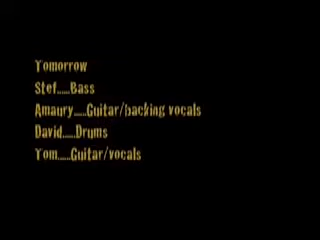 Tomorrow
Stef.....Bass
Amaury.....Guitar/backing vocals
David.....Drums
Tom.....Guitar/vocals